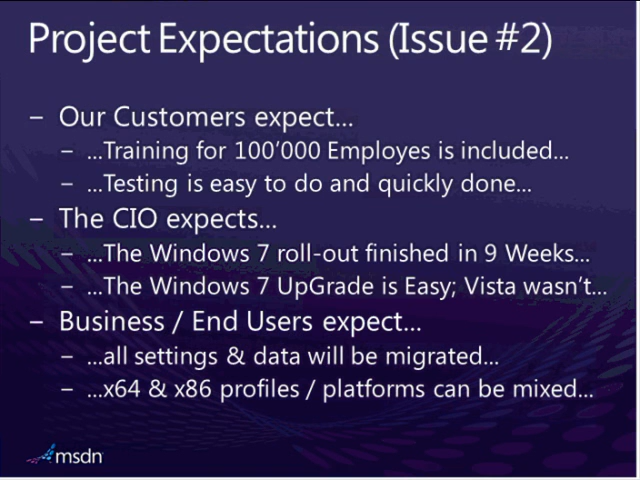 Project Expectations (Issue #2)
– Our Customers expect...
– ...Training for 100'000 Employes is included...
– ...Testing is easy to do and quickly done...
– The CIO expects...
– ...The Windows 7 roll-out finished in 9 Weeks...
– ...The Windows 7 UpGrade is Easy; Vista wasn't...
– Business / End Users expect...
– ...all settings & data will be migrated...
– ...x64 & x86 profiles / platforms can be mixed...
msdn